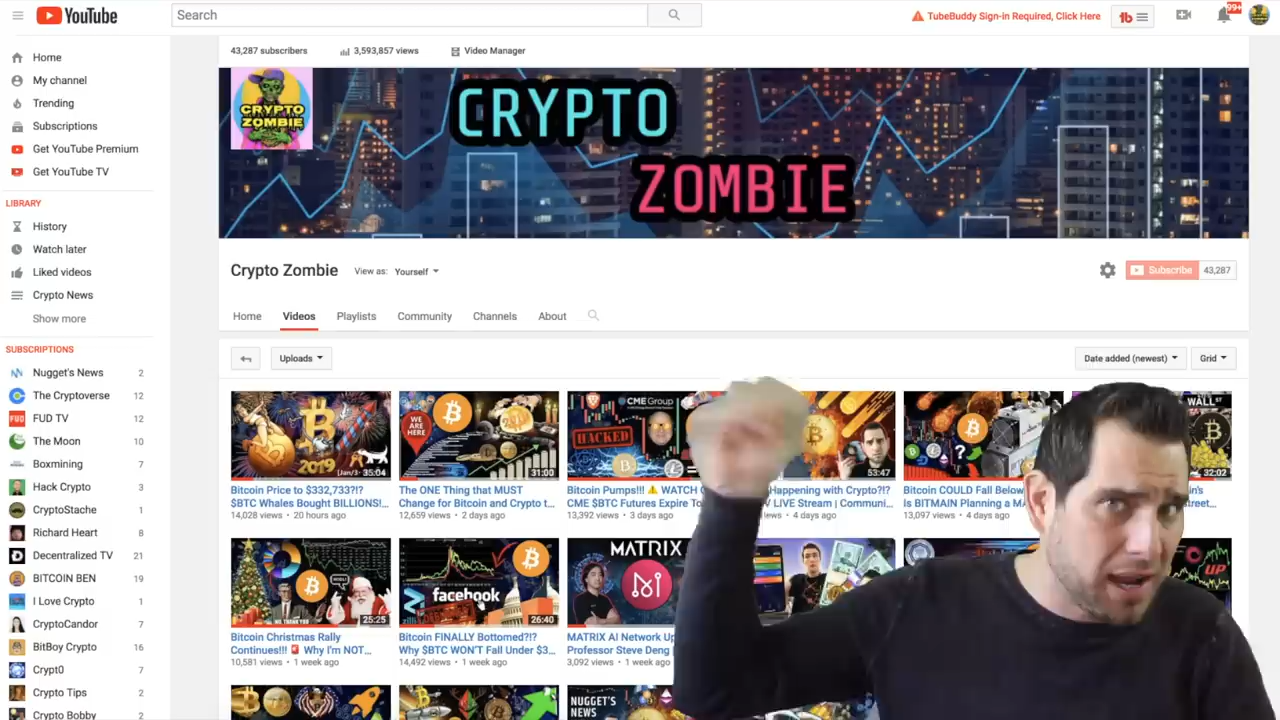 YouTube
Search
TubeBuddy Sign-in Required, Click Here
tb
99+
Home
My channel
Trending
Subscriptions
Get YouTube Premium
Get YouTube TV
LIBRARY
History
Watch later
Liked videos
Crypto News
Show more
SUBSCRIPTIONS
Nugget's News 2
The Cryptoverse 12
FUD TV 12
The Moon 10
Boxmining 7
Hack Crypto 3
CryptoStache 1
Richard Heart 8
Decentralized TV 21
BITCOIN BEN 19
I Love Crypto 1
CryptoCandor 7
BitBoy Crypto 16
Crypt0 7
Crypto Tips 2
Crypto Bobby 2
43,287 subscribers 3,593,857 views Video Manager
CRYPTO
ZOMBIE
CRYPTO
ZOMBIE
Crypto Zombie View as: Yourself
Subscribe 43,287
Home Videos Playlists Community Channels About
Uploads
Date added (newest) Grid
2019
[Jan/3
35:04
Bitcoin Price to $332,733?!?
$BTC Whales Bought BILLIONS!...
14,028 views • 20 hours ago
WE ARE
HERE
31:00
The ONE Thing that MUST
Change for Bitcoin and Crypto t...
12,659 views • 2 days ago
CME Group
HACKED
Bitcoin Pumps!!! ⚠ WATCH
CME $BTC Futures Expire To
13,392 views • 3 days ago
53:47
Happening with Crypto?!?
LIVE Stream | Communi...
4 days ago
Bitcoin COULD Fall Below
Is BITMAIN Planning a MA
13,097 views • 4 days ago
WALL
32:02
25:25
Bitcoin Christmas Rally
Continues!!! 🚨 Why I'm NOT...
10,581 views • 1 week ago
facebook
26:40
Bitcoin FINALLY Bottomed?!?
Why $BTC WON'T Fall Under $3...
14,492 views • 1 week ago
MATRIX
MATRIX AI Network Up
Professor Steve Deng
3,092 views • 1 week
UP
NUGGET'S
NEWS